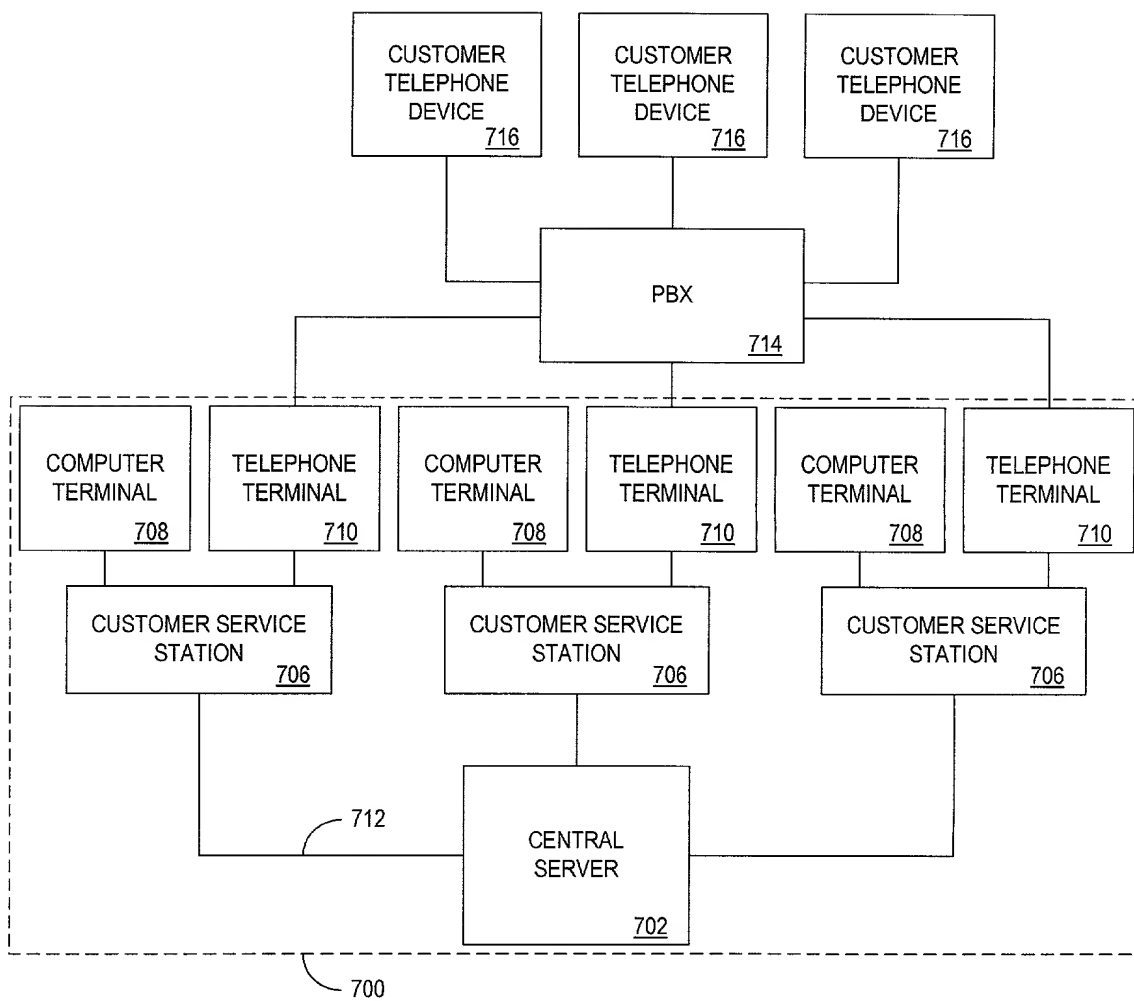 CUSTOMER
TELEPHONE
DEVICE
716
CUSTOMER
TELEPHONE
DEVICE
716
CUSTOMER
TELEPHONE
DEVICE
716
PBX
714
COMPUTER
TERMINAL
708
TELEPHONE
TERMINAL
710
COMPUTER
TERMINAL
708
TELEPHONE
TERMINAL
710
COMPUTER
TERMINAL
708
TELEPHONE
TERMINAL
710
CUSTOMER SERVICE
STATION
706
CUSTOMER SERVICE
STATION
706
CUSTOMER SERVICE
STATION
706
712
CENTRAL
SERVER
702
700